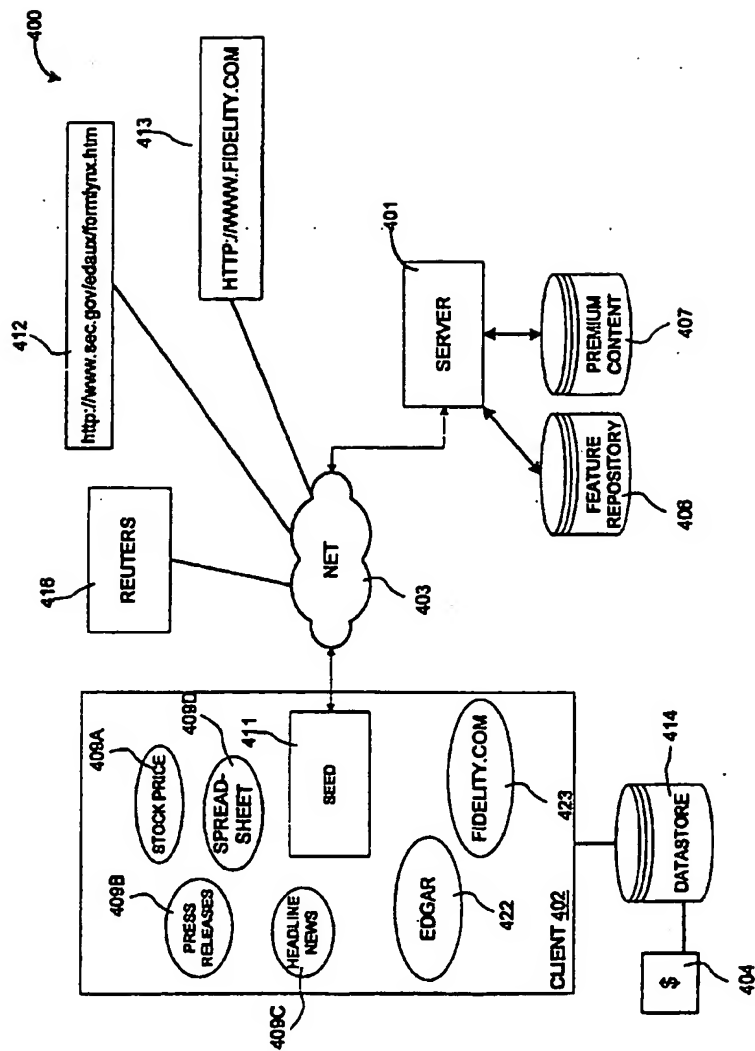 400
412
http://www.sec.gov/edaux/formlynx.htm
413
HTTP://WWW.FIDELITY.COM
416
REUTERS
409A
STOCK PRICE
409B
PRESS
RELEASES
409D
SPREAD-
SHEET
411
SEED
HEADLINE
NEWS
409C
NET
403
401
SERVER
EDGAR
422
FIDELITY.COM
423
CLIENT 402
FEATURE
REPOSITORY
406
PREMIUM
CONTENT
407
414
DATASTORE
$
404